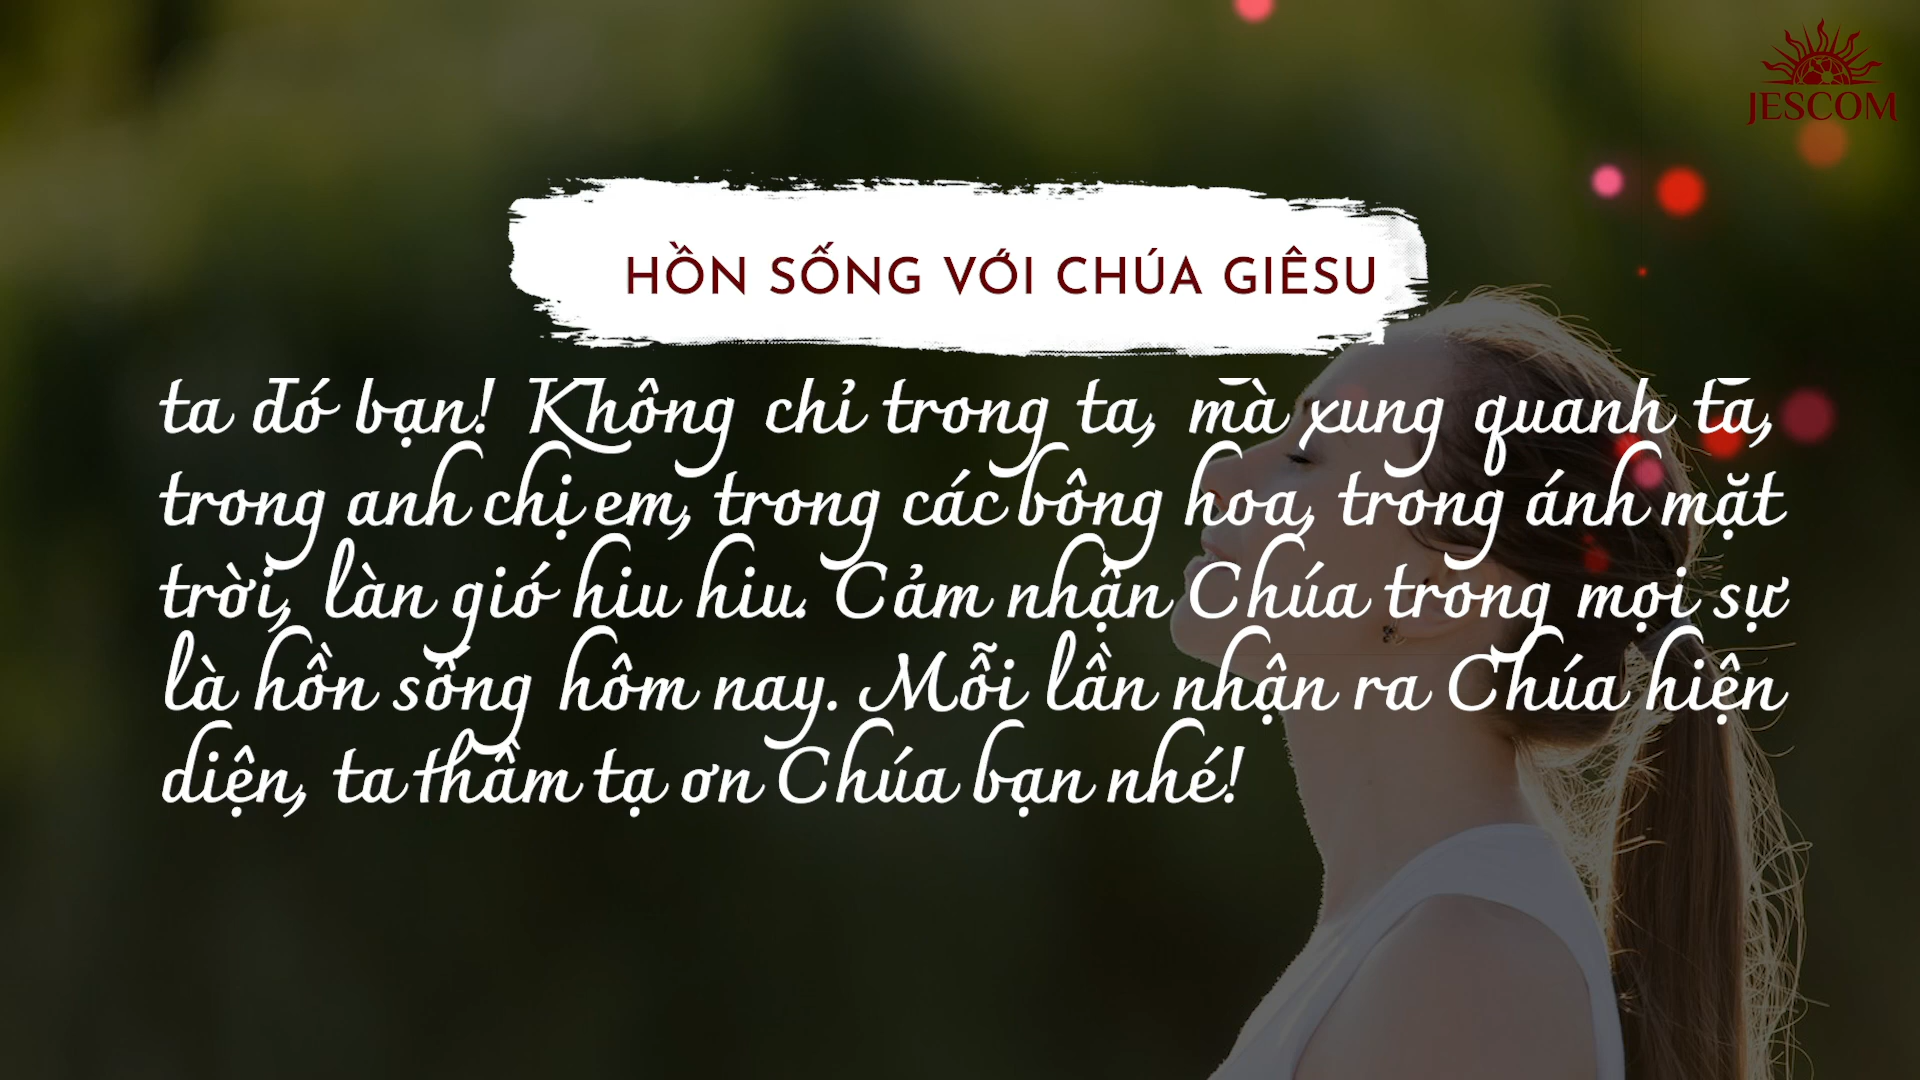 JESCOM
HỒN SỐNG VỚI CHÚA GIÊSU
ta đó bạn! Không chỉ trong ta, mà xung quanh ta,
trong anh chị em, trong các bông hoa, trong ánh mặt
trời, làn gió hiu hiu. Cảm nhận Chúa trong mọi sự
là hồn sống hôm nay. Mỗi lần nhận ra Chúa hiện
diện, ta thầm tạ ơn Chúa bạn nhé!